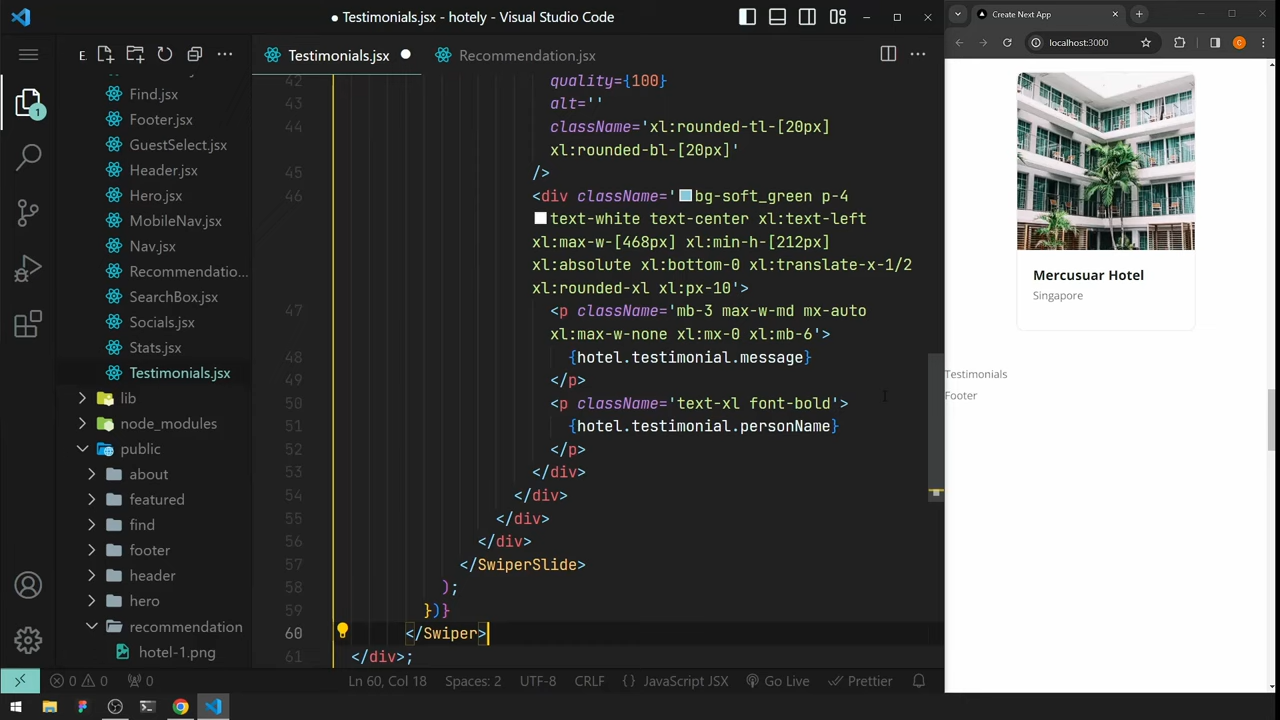 ● Testimonials.jsx - hotely - Visual Studio Code
E
Testimonials.jsx ●
Recommendation.jsx
1
Find.jsx
Footer.jsx
GuestSelect.jsx
Header.jsx
Hero.jsx
MobileNav.jsx
Nav.jsx
Recommendatio...
SearchBox.jsx
Socials.jsx
Stats.jsx
Testimonials.jsx
lib
node_modules
public
about
featured
find
footer
header
hero
recommendation
hotel-1.png
42 quality={100}
43 alt=''
44 className='xl:rounded-tl-[20px]
xl:rounded-bl-[20px]'
45 />
46 <div className='bg-soft_green p-4
text-white text-center xl:text-left
xl:max-w-[468px] xl:min-h-[212px]
xl:absolute xl:bottom-0 xl:translate-x-1/2
xl:rounded-xl xl:px-10'>
47 <p className='mb-3 max-w-md mx-auto
xl:max-w-none xl:mx-0 xl:mb-6'>
48 {hotel.testimonial.message}
49 </p>
50 <p className='text-xl font-bold'>
51 {hotel.testimonial.personName}
52 </p>
53 </div>
54 </div>
55 </div>
56 </div>
57 </SwiperSlide>
58 );
59 })}
60 </Swiper>
61 </div>;
0 0 0
Ln 60, Col 18
Spaces: 2
UTF-8
CRLF
{} JavaScript JSX
Go Live
Prettier
Create Next App
localhost:3000
C
Mercusuar Hotel
Singapore
Testimonials
Footer